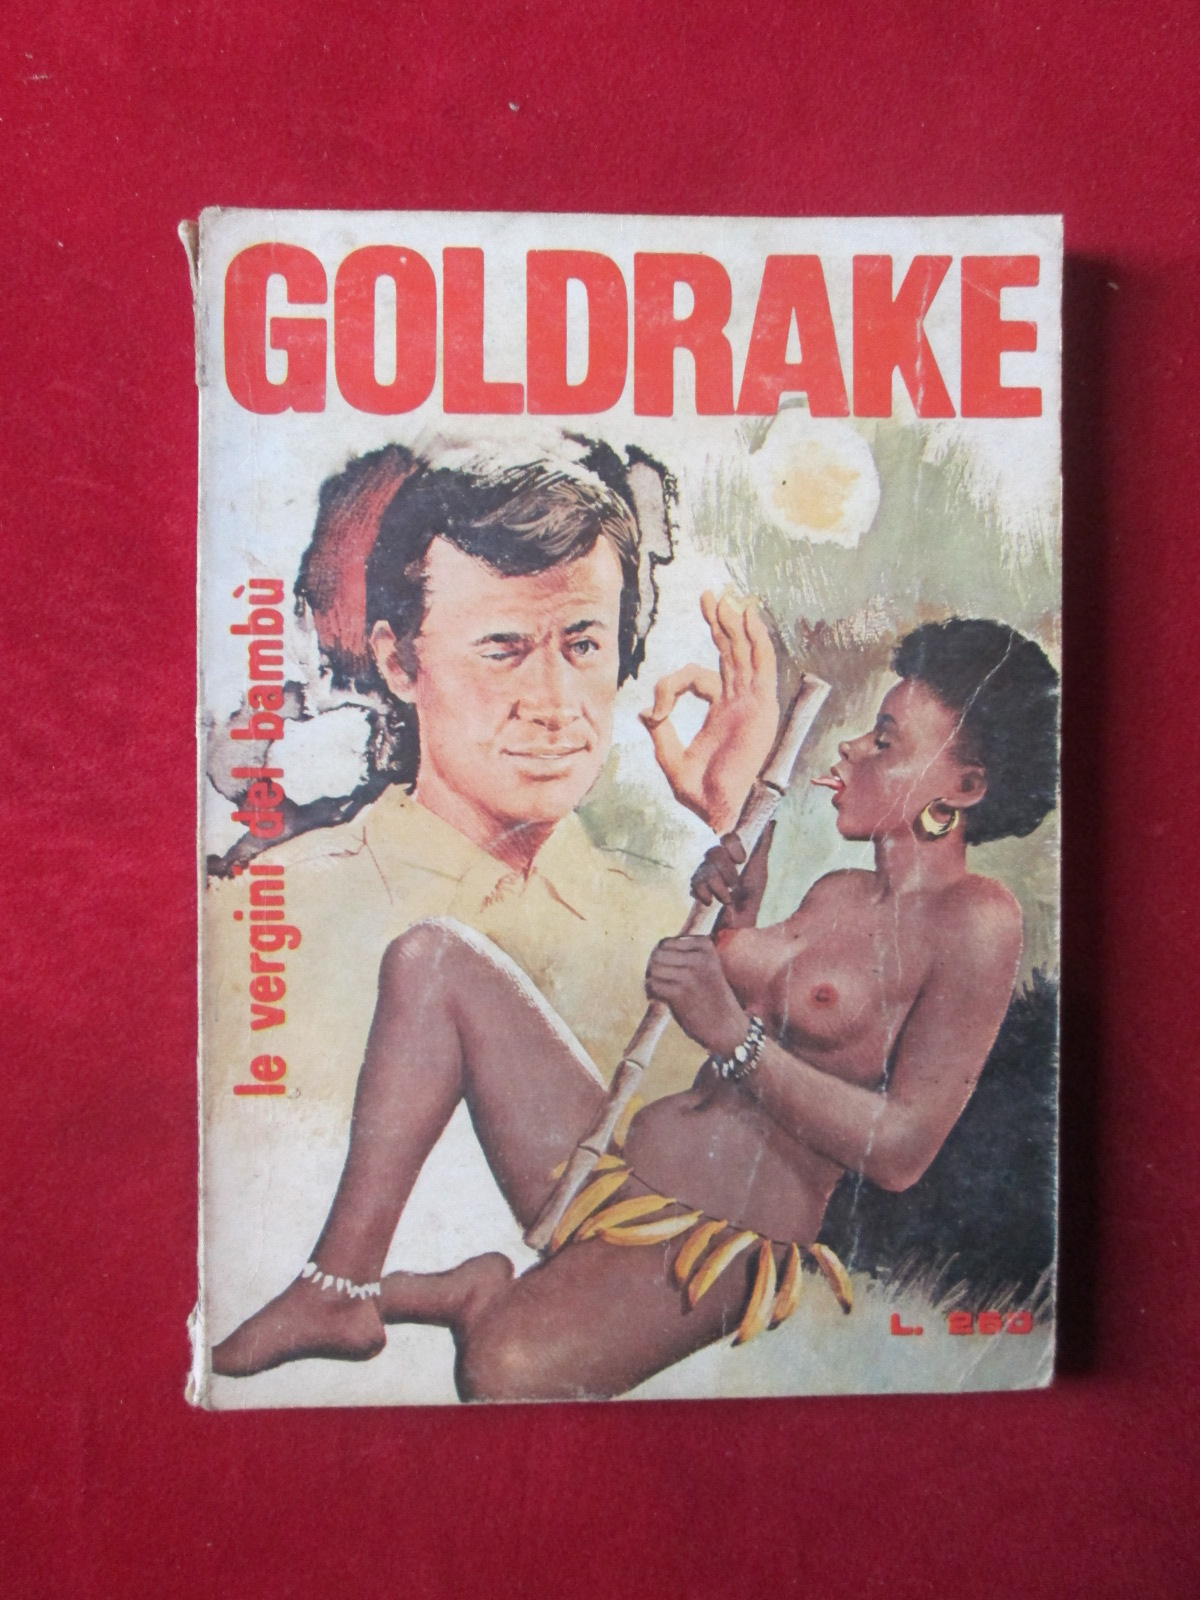 GOLDRAKE
le vergini del bambù
L. 250